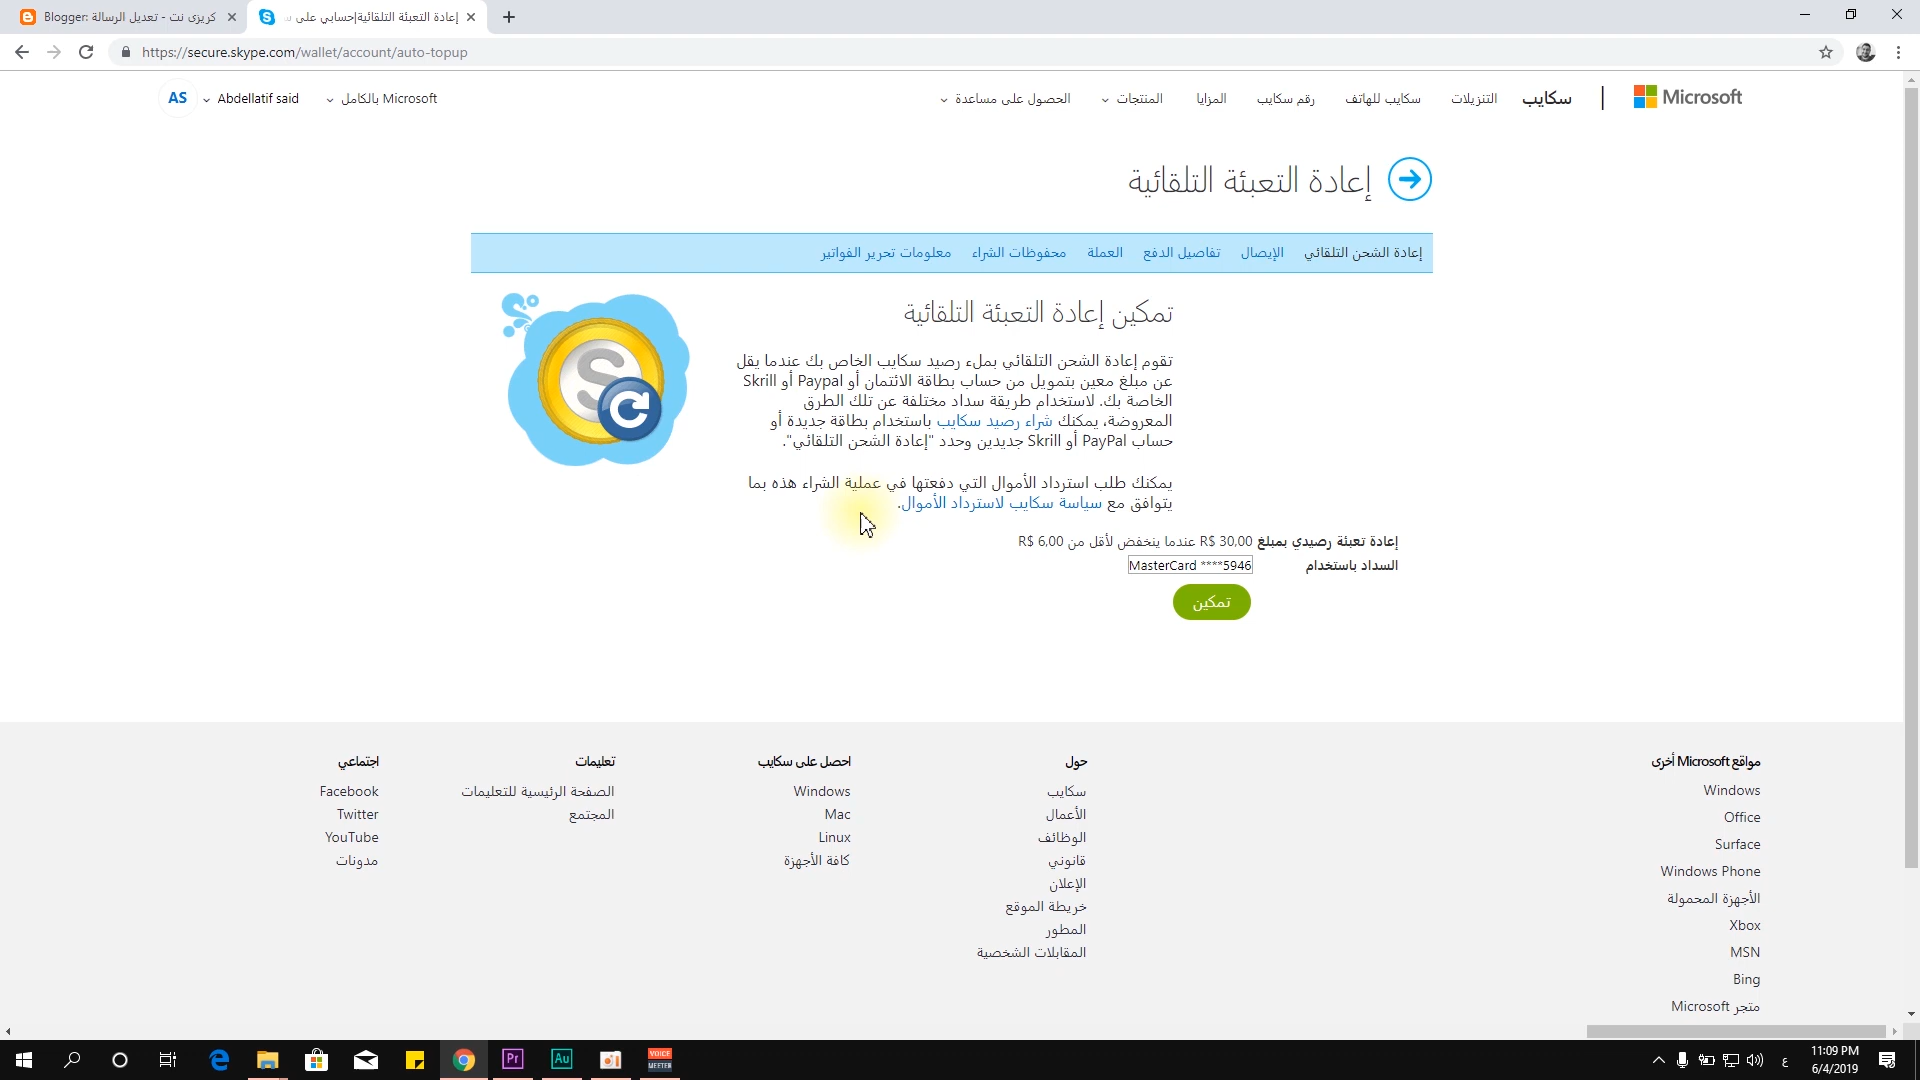 Blogger: كريزي نت - تعديل الرسالة
إعادة التعبئة التلقائية|حسابي على
https://secure.skype.com/wallet/account/auto-topup
Microsoft
سكايب
التنزيلات
سكايب للهاتف
رقم سكايب
المزايا
المنتجات
الحصول على مساعدة
Microsoft بالكامل
Abdellatif said
AS
إعادة التعبئة التلقائية
إعادة الشحن التلقائي
الإيصال
تفاصيل الدفع
العملة
محفوظات الشراء
معلومات تحرير الفواتير
تمكين إعادة التعبئة التلقائية
تقوم إعادة الشحن التلقائي بملء رصيد سكايب الخاص بك عندما يقل
عن مبلغ معين بتمويل من حساب بطاقة الائتمان أو Paypal أو Skrill
الخاصة بك. لاستخدام طريقة سداد مختلفة عن تلك الطرق
المعروضة، يمكنك شراء رصيد سكايب باستخدام بطاقة جديدة أو
حساب PayPal أو Skrill جديدين وحدد "إعادة الشحن التلقائي".
يمكنك طلب استرداد الأموال التي دفعتها في عملية الشراء هذه بما
يتوافق مع سياسة سكايب لاسترداد الأموال.
إعادة تعبئة رصيدي بمبلغ R$ 30,00 عندما ينخفض لأقل من R$ 6,00
السداد باستخدام MasterCard ****5946
تمكين
مواقع Microsoft أخرى
Windows
Office
Surface
Windows Phone
الأجهزة المحمولة
Xbox
MSN
Bing
متجر Microsoft
حول
سكايب
الأعمال
الوظائف
قانوني
الإعلان
خريطة الموقع
المطور
المقابلات الشخصية
احصل على سكايب
Windows
Mac
Linux
كافة الأجهزة
تعليمات
الصفحة الرئيسية للتعليمات
المجتمع
اجتماعي
Facebook
Twitter
YouTube
مدونات
Pr
Au
VOICE
MEETER
ع
11:09 PM
6/4/2019